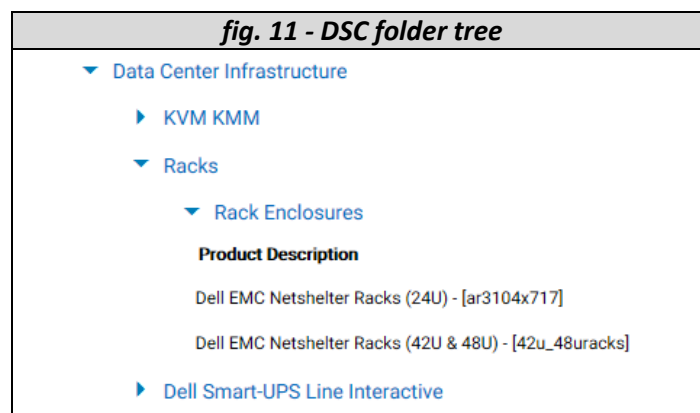 fig. 11 - DSC folder tree
Data Center Infrastructure
KVM KMM
Racks
Rack Enclosures
Product Description
Dell EMC Netshelter Racks (24U) - [ar3104x717]
Dell EMC Netshelter Racks (42U & 48U) - [42u_48uracks]
Dell Smart-UPS Line Interactive